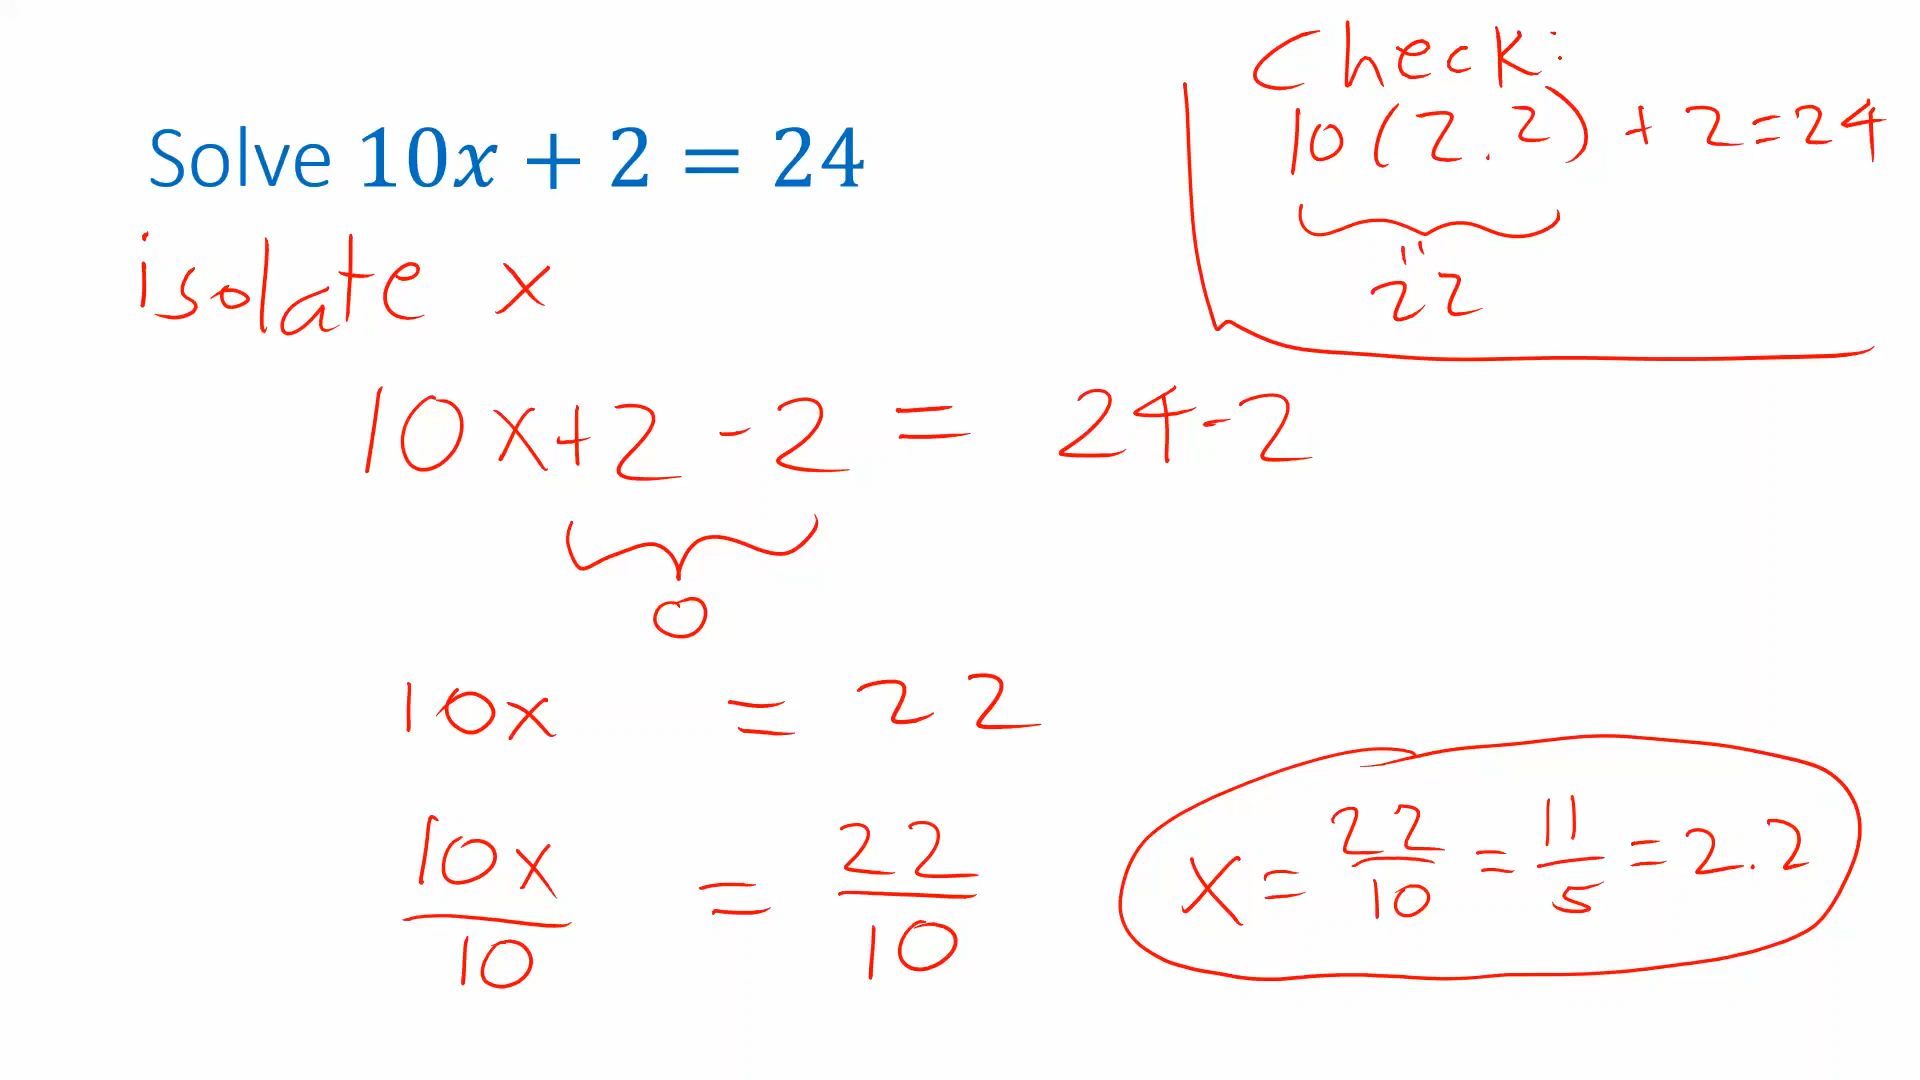 Solve 10x + 2 = 24
isolate x
Check:
10(2.2) + 2 = 24
"
22
10x+2 - 2 = 24-2
0
10x = 22
10x/10 = 22/10
x = 22/10 = 11/5 = 2.2